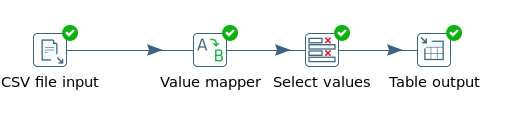 A
B
CSV file input
Value mapper
Select values
Table output